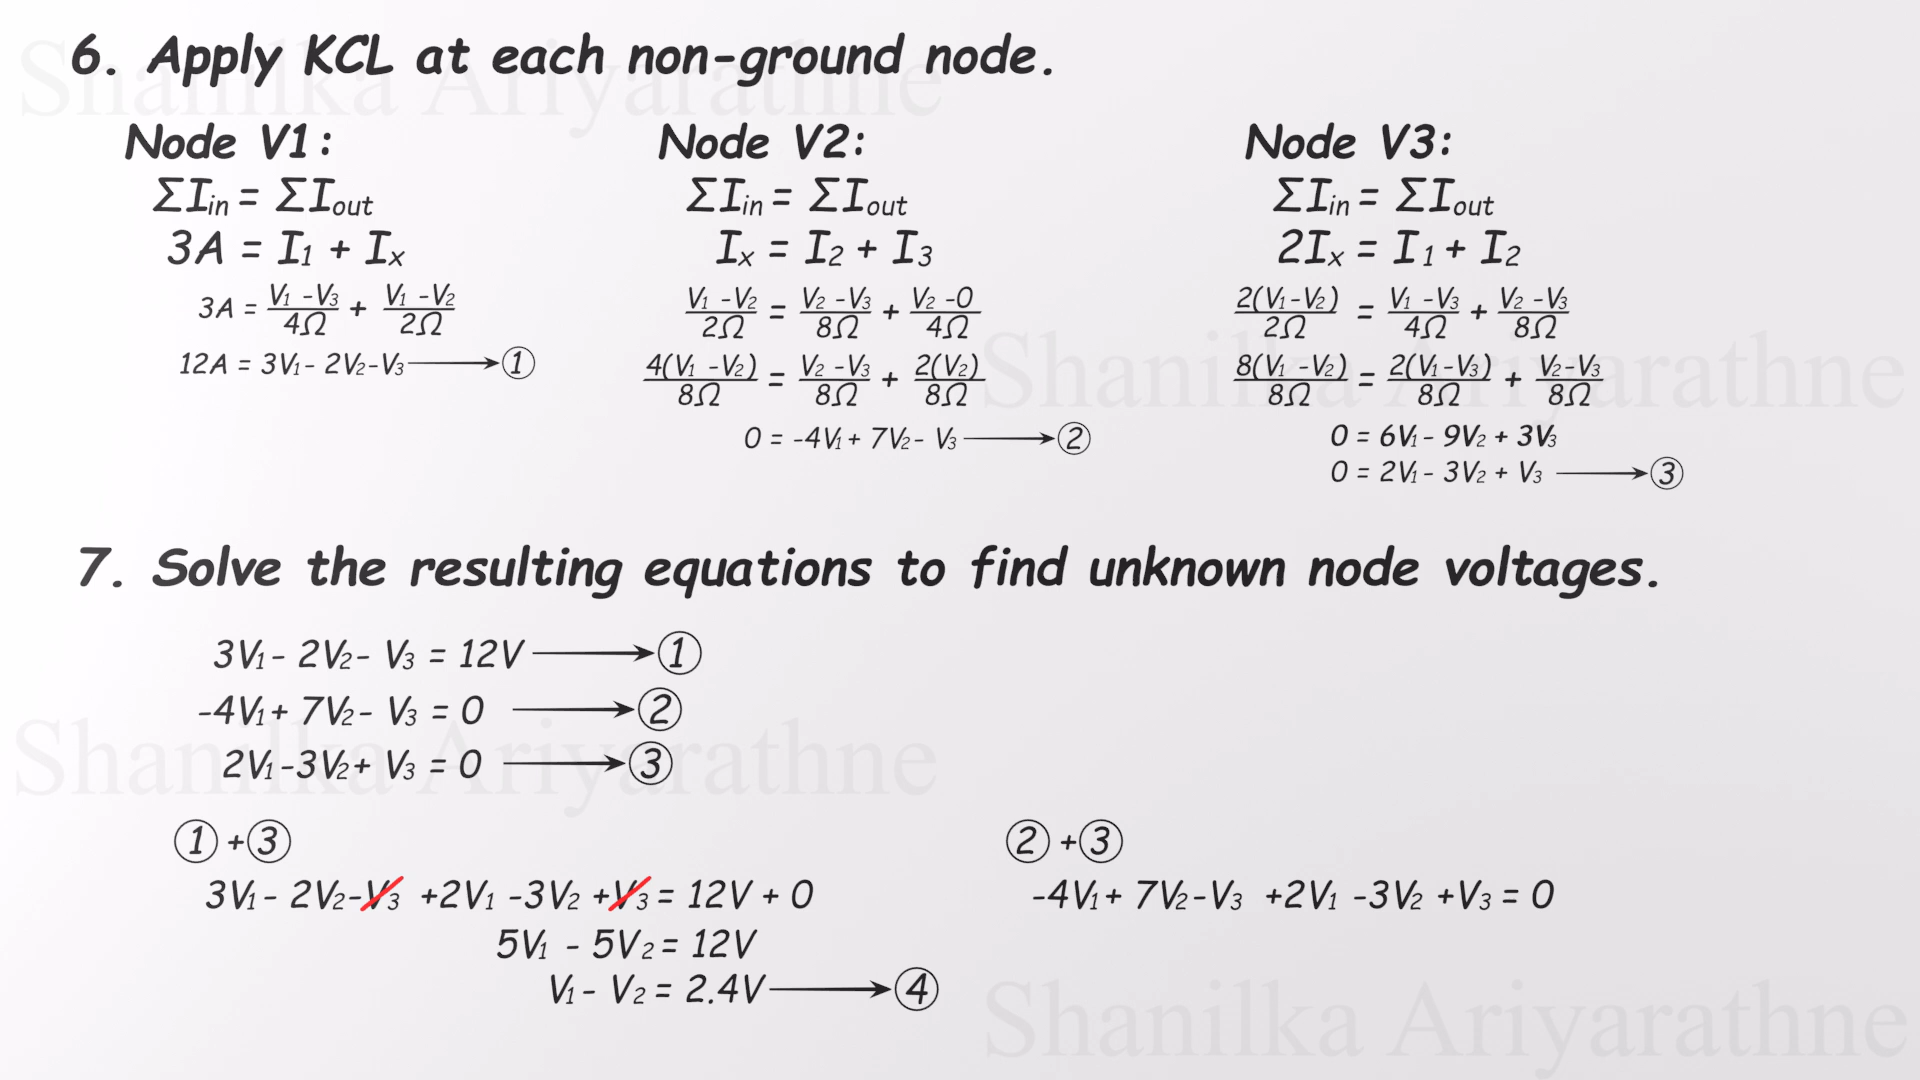 6. Apply KCL at each non-ground node.
Node V1:
ΣIin = ΣIout
3A = I1 + Ix
3A = V1 -V3/4Ω + V1 -V2/2Ω
12A = 3V1- 2V2-V3 → ①
Node V2:
ΣIin = ΣIout
Ix = I2 + I3
V1 -V2/2Ω = V2 -V3/8Ω + V2 -0/4Ω
4(V1 -V2)/8Ω = V2 -V3/8Ω + 2(V2)/8Ω
0 = -4V1+ 7V2- V3 → ②
Node V3:
ΣIin = ΣIout
2Ix = I1 + I2
2(V1-V2)/2Ω = V1 -V3/4Ω + V2 -V3/8Ω
8(V1 -V2)/8Ω = 2(V1-V3)/8Ω + V2-V3/8Ω
0 = 6V1- 9V2 + 3V3
0 = 2V1- 3V2 + V3 → ③
7. Solve the resulting equations to find unknown node voltages.
3V1- 2V2- V3 = 12V → ①
-4V1+ 7V2- V3 = 0 → ②
2V1-3V2+ V3 = 0 → ③
① +③
3V1- 2V2-V3 +2V1 -3V2 +V3 = 12V + 0
5V1 - 5V2 = 12V
V1- V2 = 2.4V → ④
② +③
-4V1+ 7V2-V3 +2V1 -3V2 +V3 = 0
Shanilka Ariyarathne
Shanilka Ariyarathne
Shanilka Ariyarathne
Shanilka Ariyarathne